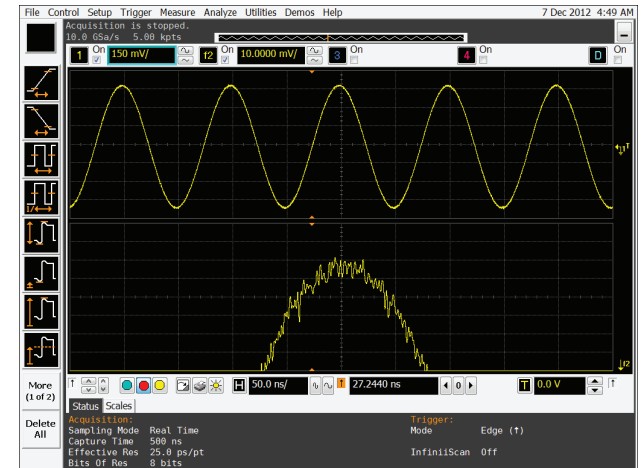 File Control Setup Trigger Measure Analyze Utilities Demos Help 7 Dec 2012 4:49 AM
Acquisition is stopped.
10.0 GSa/s 5.00 kpts
1 On 150 mV/ f2 On 10.0000 mV/ 3 On 4 On D On
1 T
f2
More
(1 of 2)
Delete
All
H 50.0 ns/ 27.2440 ns 0 T 0.0 V
Status Scales
Acquisition: Trigger:
Sampling Mode Real Time Mode Edge (↑)
Capture Time 500 ns
Effective Res 25.0 ps/pt InfiniiScan Off
Bits Of Res 8 bits